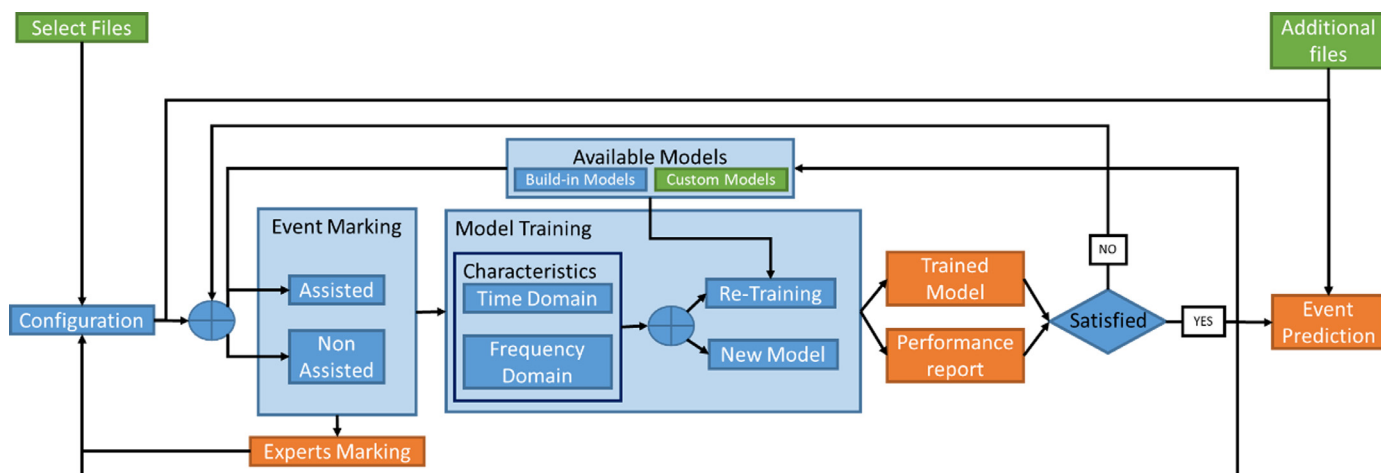 Select Files
Additional
files
Available Models
Build-in Models
Custom Models
Event Marking
Model Training
NO
Characteristics
Trained
Model
Assisted
Time Domain
Re-Training
Configuration
Satisfied
YES
Event
Prediction
Non
Assisted
Frequency
Domain
New Model
Performance
report
Experts Marking